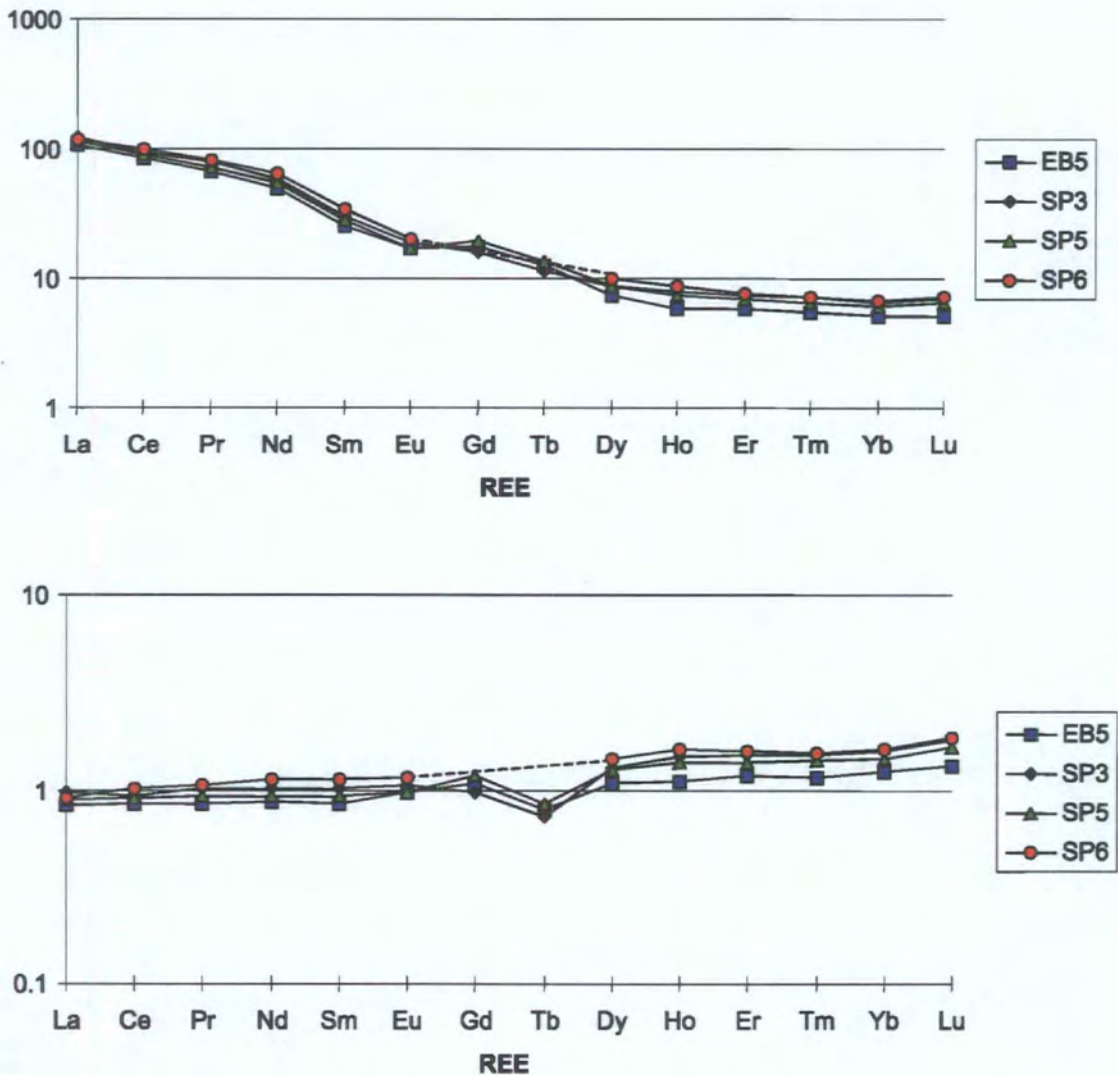 1000
100
10
1
La Ce Pr Nd Sm Eu Gd Tb Dy Ho Er Tm Yb Lu
REE
EB5
SP3
SP5
SP6
10
1
0.1
La Ce Pr Nd Sm Eu Gd Tb Dy Ho Er Tm Yb Lu
REE
EB5
SP3
SP5
SP6